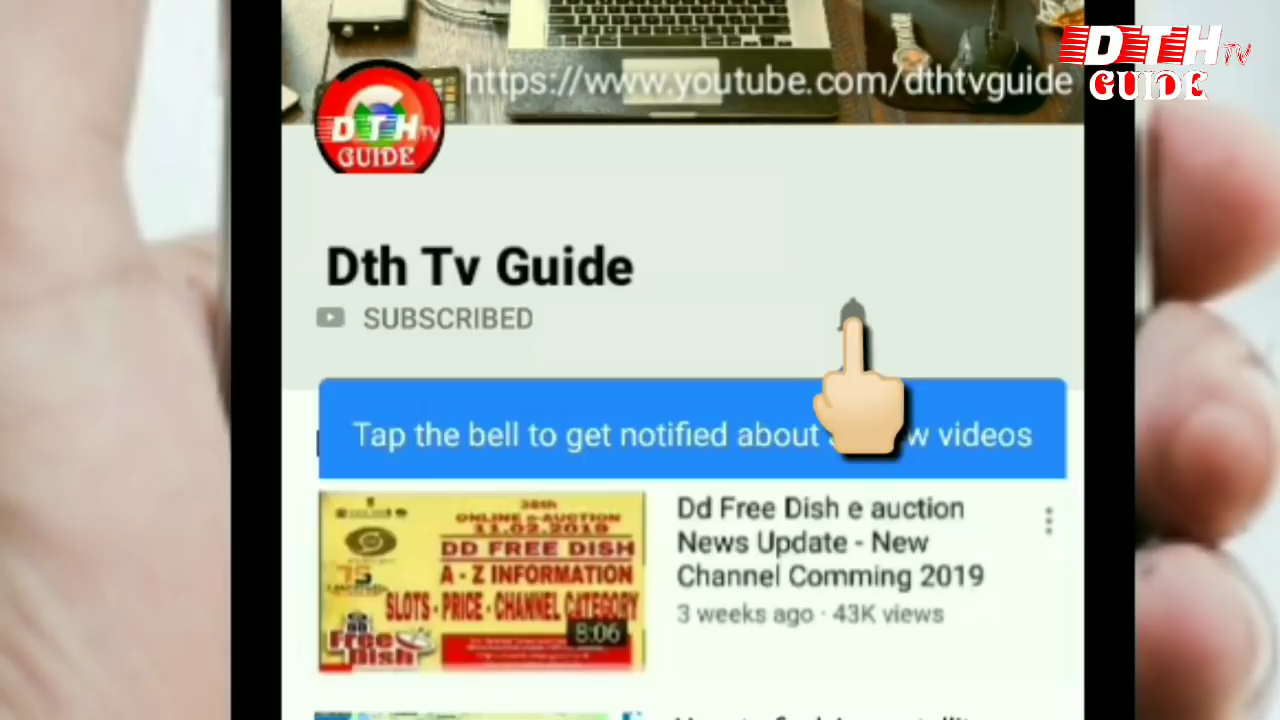 DTH TV
GUIDE
https://www.youtube.com/dthtvguide
DTH TV
GUIDE
Dth Tv Guide
SUBSCRIBED
Tap the bell to get notified about w videos
38th
ONLINE e-AUCTION
11.02.2019
DD FREE DISH
A - Z INFORMATION
SLOTS - PRICE - CHANNEL CATEGORY
DD
Free
Dish
8:06
Dd Free Dish e auction
News Update - New
Channel Comming 2019
3 weeks ago · 43K views